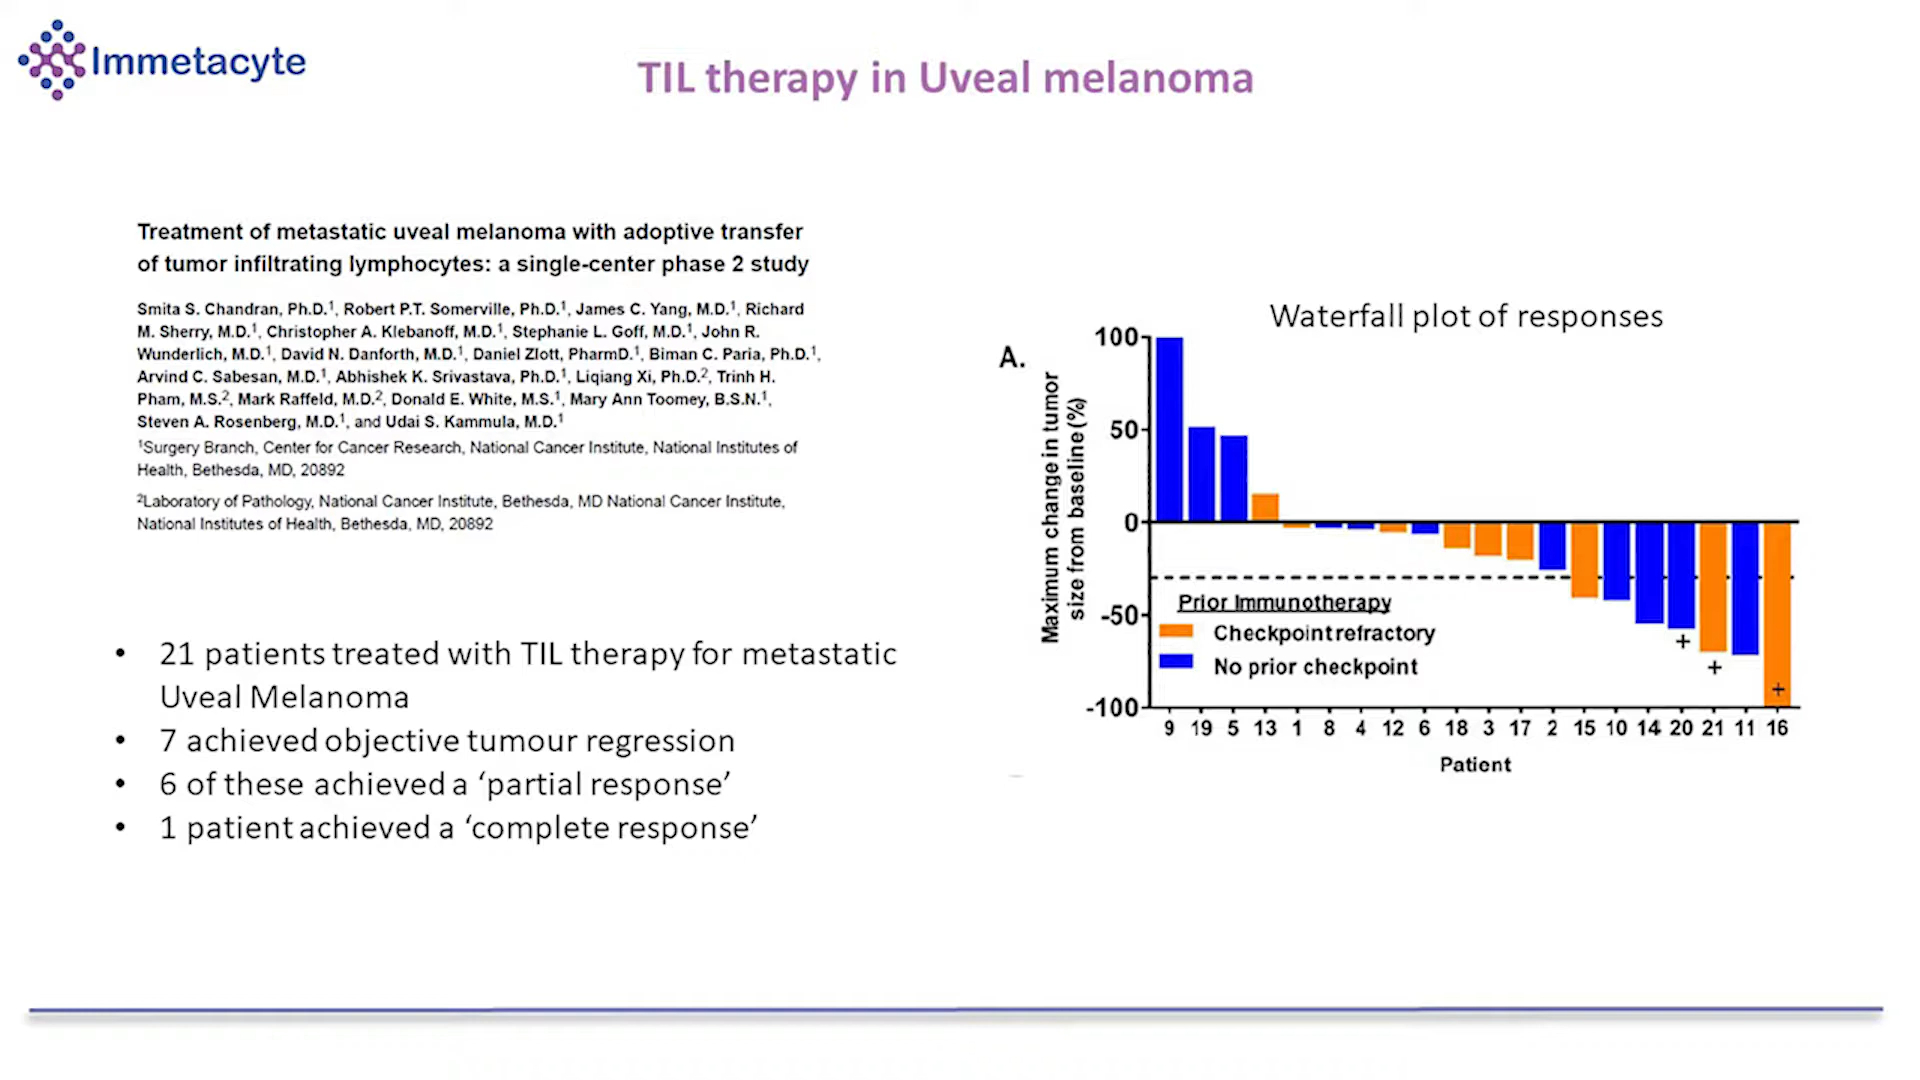 Immetacyte
TIL therapy in Uveal melanoma
Treatment of metastatic uveal melanoma with adoptive transfer
of tumor infiltrating lymphocytes: a single-center phase 2 study
Smita S. Chandran, Ph.D.1, Robert P.T. Somerville, Ph.D.1, James C. Yang, M.D.1, Richard
M. Sherry, M.D.1, Christopher A. Klebanoff, M.D.1, Stephanie L. Goff, M.D.1, John R.
Wunderlich, M.D.1, David N. Danforth, M.D.1, Daniel Zlott, PharmD.1, Biman C. Paria, Ph.D.1,
Arvind C. Sabesan, M.D.1, Abhishek K. Srivastava, Ph.D.1, Liqiang Xi, Ph.D.2, Trinh H.
Pham, M.S.2, Mark Raffeld, M.D.2, Donald E. White, M.S.1, Mary Ann Toomey, B.S.N.1,
Steven A. Rosenberg, M.D.1, and Udai S. Kammula, M.D.1
1Surgery Branch, Center for Cancer Research, National Cancer Institute, National Institutes of
Health, Bethesda, MD, 20892
2Laboratory of Pathology, National Cancer Institute, Bethesda, MD National Cancer Institute,
National Institutes of Health, Bethesda, MD, 20892
• 21 patients treated with TIL therapy for metastatic
Uveal Melanoma
• 7 achieved objective tumour regression
• 6 of these achieved a ‘partial response’
• 1 patient achieved a ‘complete response’
Waterfall plot of responses
A.
Maximum change in tumor
size from baseline (%)
100
50
0
-50
-100
Prior Immunotherapy
Checkpoint refractory
No prior checkpoint
+
+
+
9 19 5 13 1 8 4 12 6 18 3 17 2 15 10 14 20 21 11 16
Patient